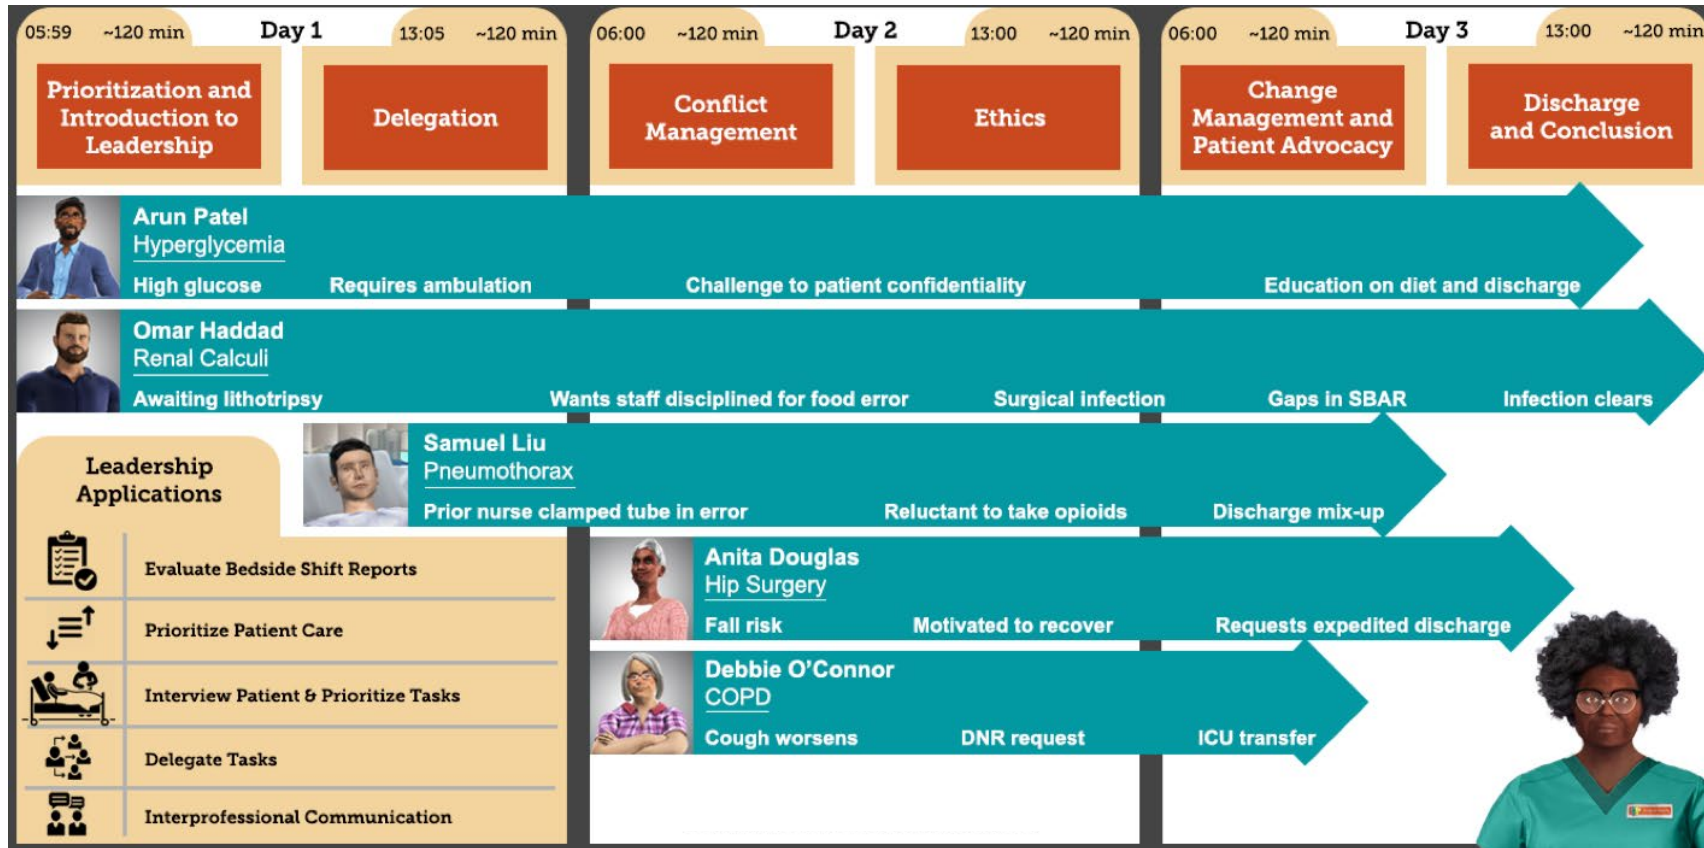 05:59 ~120 min Day 1 13:05 ~120 min
06:00 ~120 min Day 2 13:00 ~120 min
06:00 ~120 min Day 3 13:00 ~120 min
Prioritization and
Introduction to
Leadership
Delegation
Conflict
Management
Ethics
Change
Management and
Patient Advocacy
Discharge
and Conclusion
Arun Patel
Hyperglycemia
High glucose Requires ambulation Challenge to patient confidentiality Education on diet and discharge
Omar Haddad
Renal Calculi
Awaiting lithotripsy Wants staff disciplined for food error Surgical infection Gaps in SBAR Infection clears
Samuel Liu
Pneumothorax
Prior nurse clamped tube in error Reluctant to take opioids Discharge mix-up
Anita Douglas
Hip Surgery
Fall risk Motivated to recover Requests expedited discharge
Debbie O’Connor
COPD
Cough worsens DNR request ICU transfer
Leadership
Applications
Evaluate Bedside Shift Reports
Prioritize Patient Care
Interview Patient & Prioritize Tasks
Delegate Tasks
Interprofessional Communication